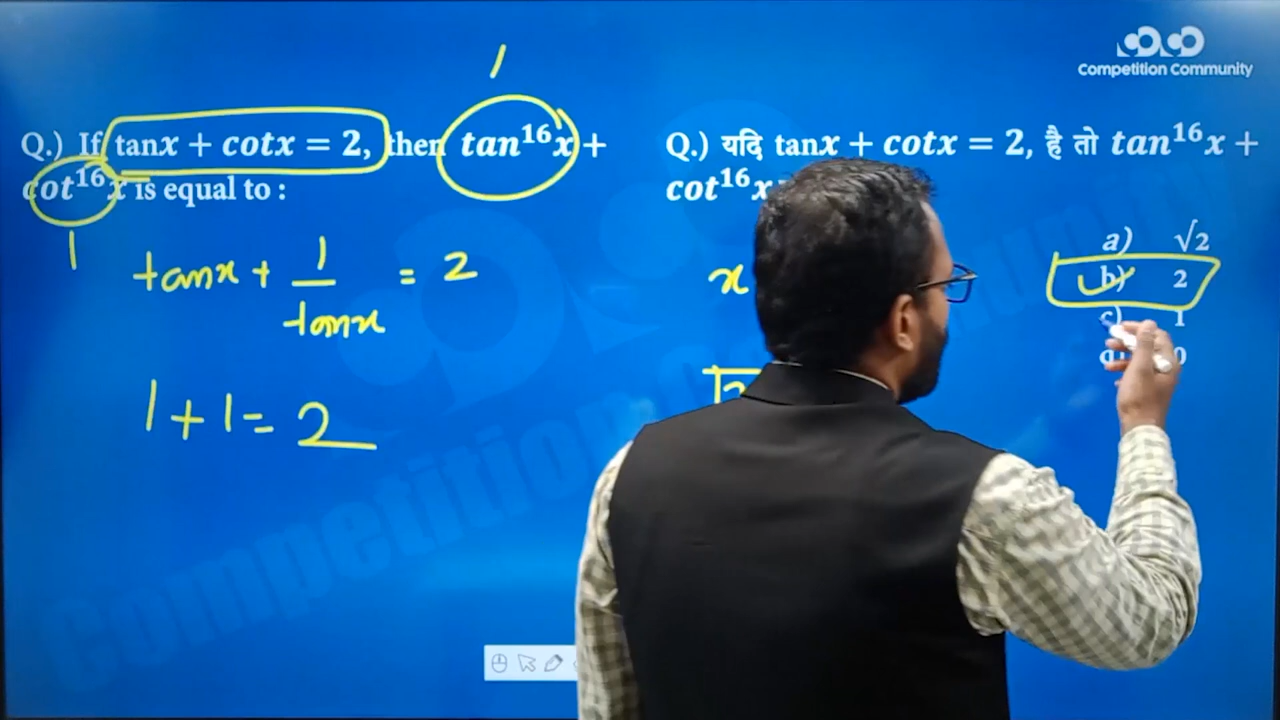 Competition Community
1
Q.) If tanx + cotx = 2, then tan¹⁶x +
cot¹⁶x is equal to :
1
tanx + 1/tanx = 2
1 + 1 = 2
Q.) यदि tanx + cotx = 2, है तो tan¹⁶x +
cot¹⁶x
a) √2
b) 2
c) 1
0
x